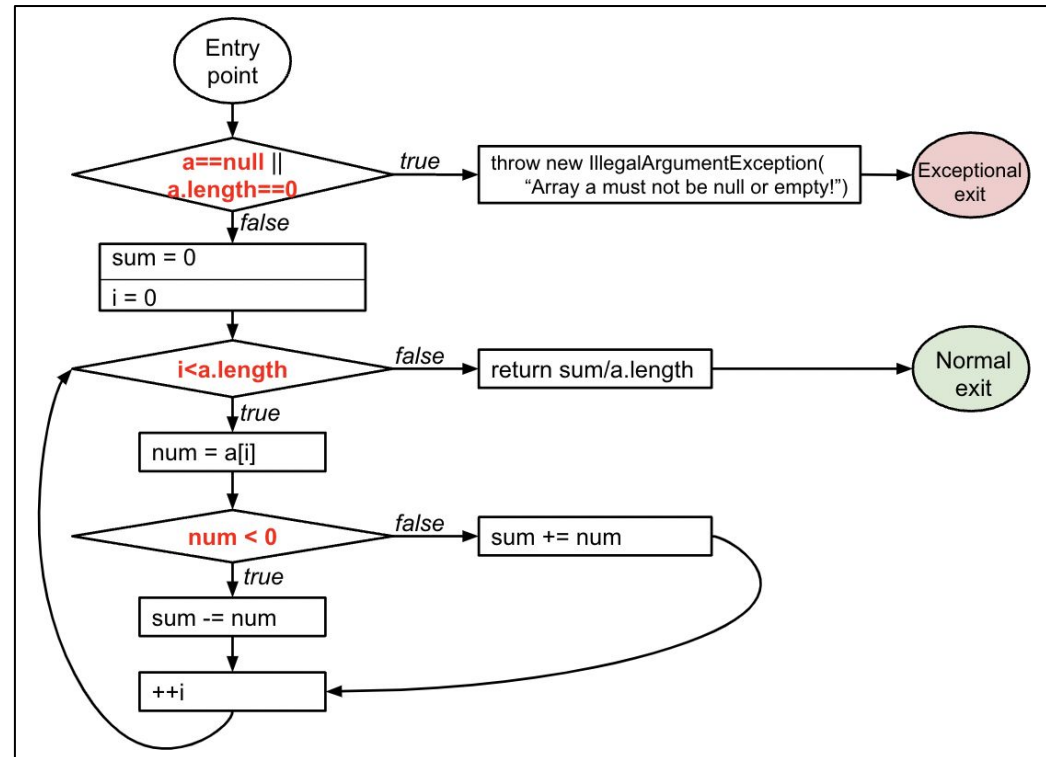 Entry
point
a==null ||
a.length==0
true
throw new IllegalArgumentException(
“Array a must not be null or empty!”)
Exceptional
exit
false
sum = 0
i = 0
i<a.length
false
return sum/a.length
Normal
exit
true
num = a[i]
num < 0
false
sum += num
true
sum -= num
++i